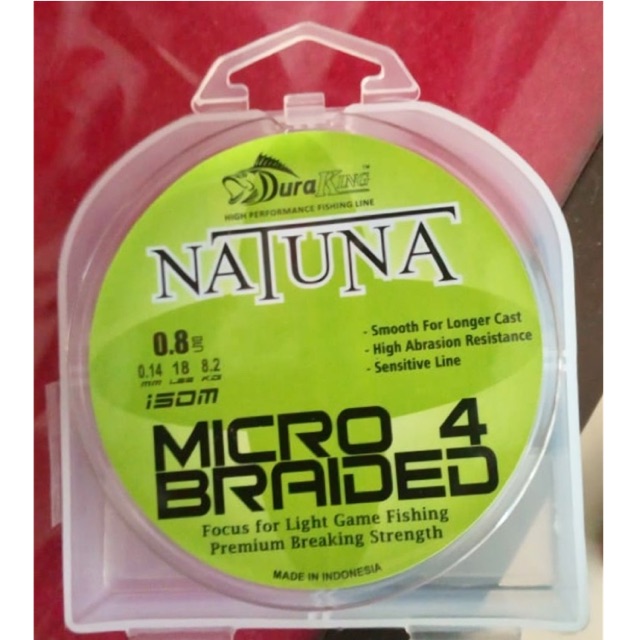 DuraKing™
HIGH PERFORMANCE FISHING LINE
NATUNA
0.8号
0.14 18 8.2
MM LBS KG
- Smooth For Longer Cast
- High Abrasion Resistance
- Sensitive Line
150M
MICRO 4
BRAIDED
Focus for Light Game Fishing
Premium Breaking Strength
MADE IN INDONESIA